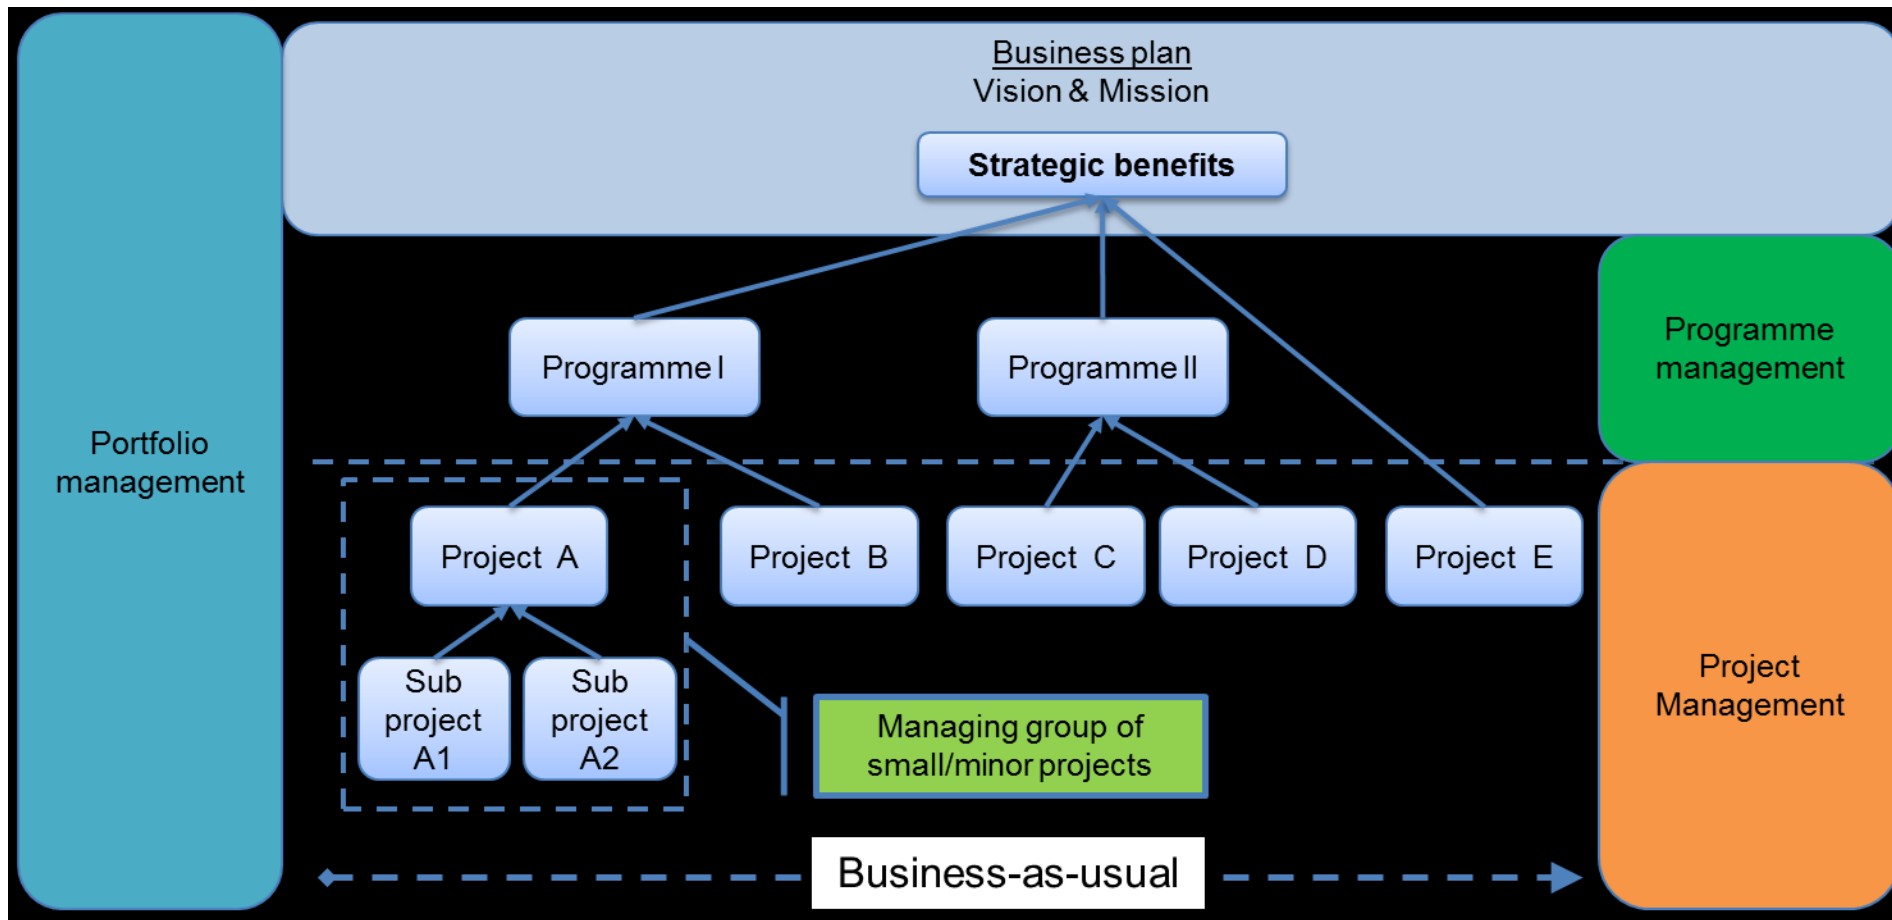 Business plan
Vision & Mission
Strategic benefits
Portfolio
management
Programme I
Programme II
Programme
management
Project A
Project B
Project C
Project D
Project E
Sub
project
A1
Sub
project
A2
Managing group of
small/minor projects
Project
Management
Business-as-usual